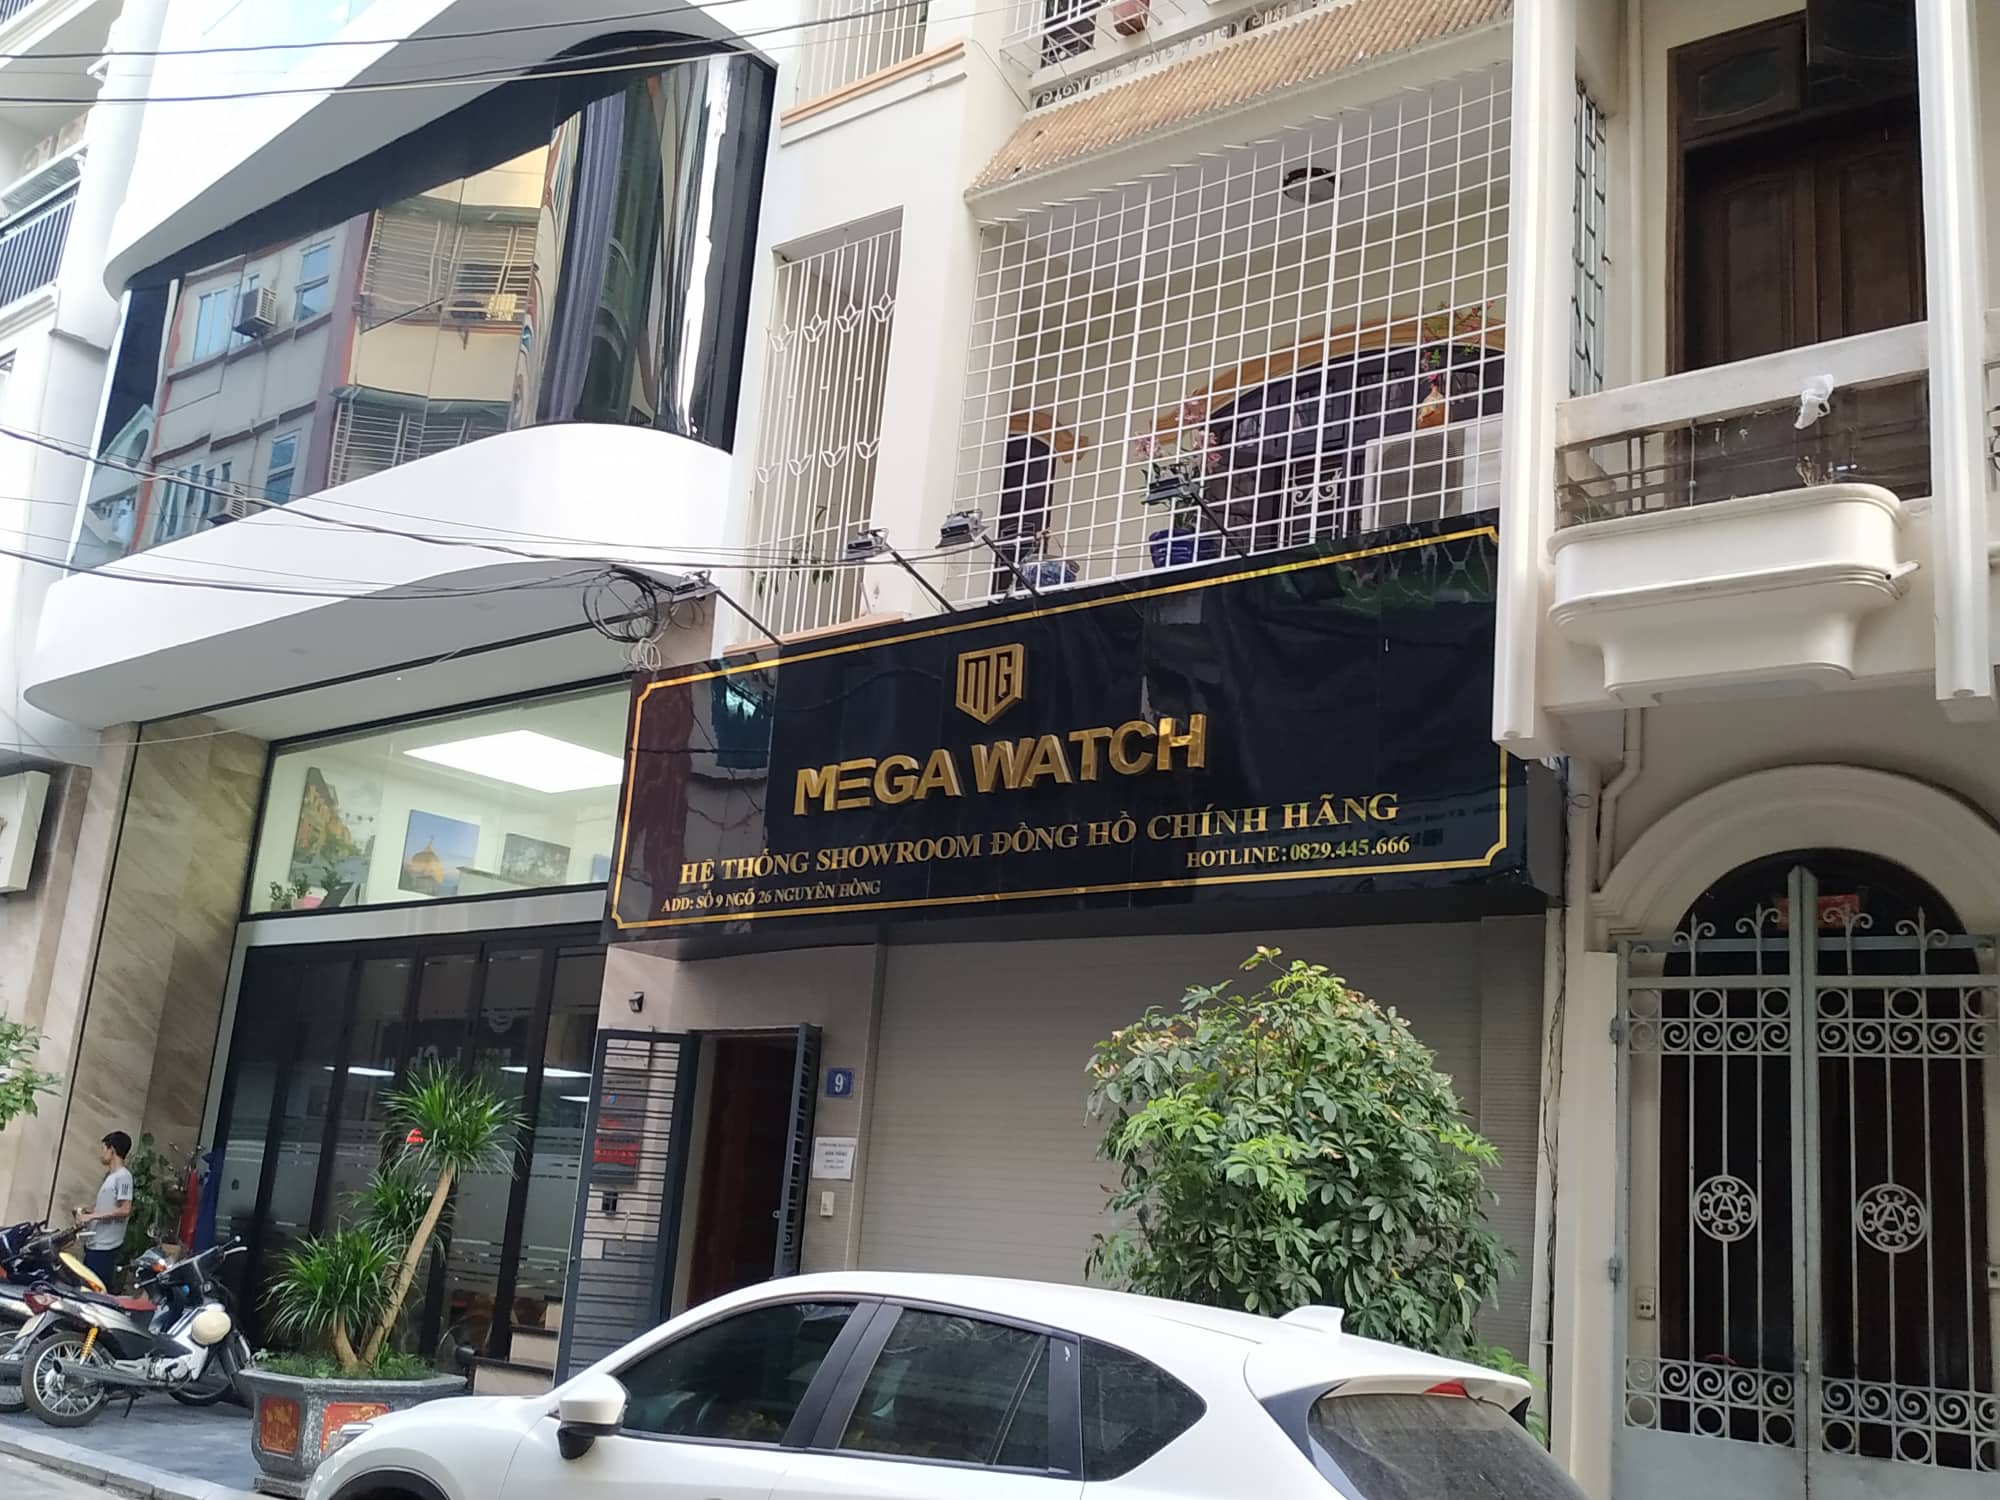 MG
MEGA WATCH
HỆ THỐNG SHOWROOM ĐỒNG HỒ CHÍNH HÃNG
HOTLINE: 0829.445.666
ADD: SỐ 9 NGÕ 26 NGUYÊN HỒNG
9